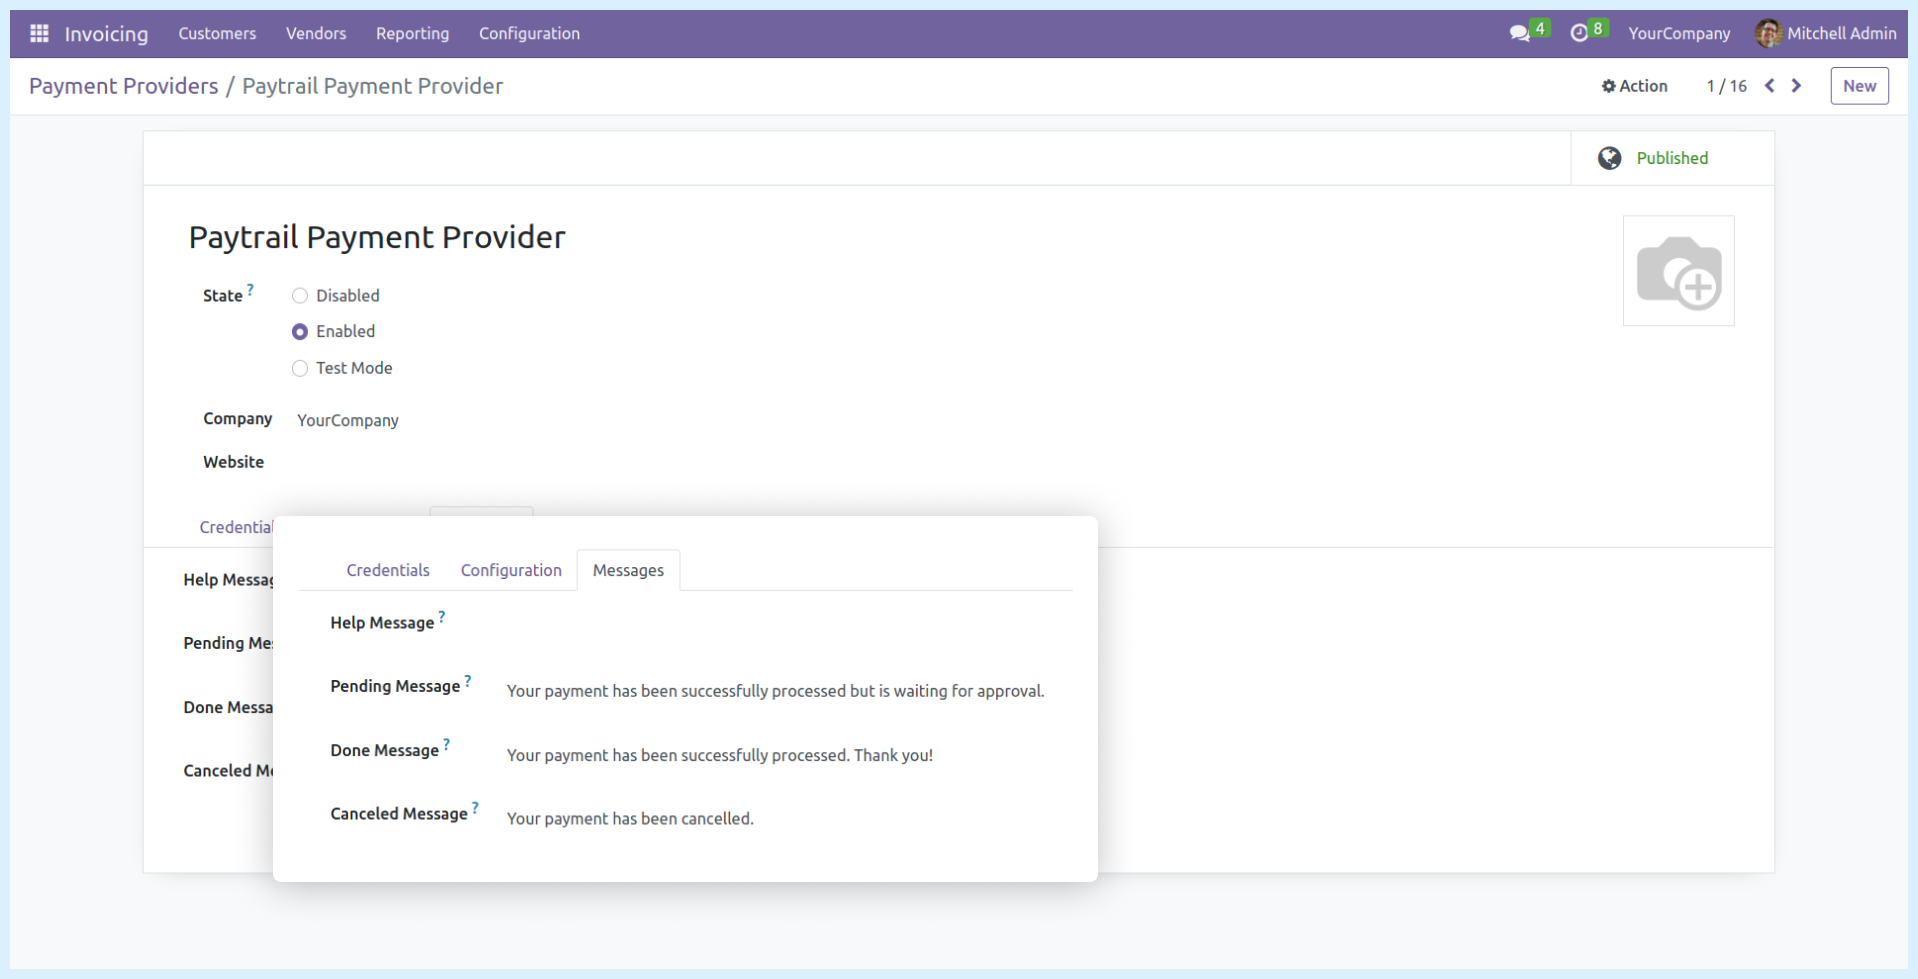 Invoicing Customers Vendors Reporting Configuration 4 8 YourCompany Mitchell Admin
Payment Providers / Paytrail Payment Provider Action 1 / 16 New
Published
Paytrail Payment Provider
State ? Disabled
Enabled
Test Mode
Company YourCompany
Website
Credential
Credentials Configuration Messages
Help Messag
Help Message ?
Pending Mes
Pending Message ? Your payment has been successfully processed but is waiting for approval.
Done Messa
Done Message ? Your payment has been successfully processed. Thank you!
Canceled Me
Canceled Message ? Your payment has been cancelled.